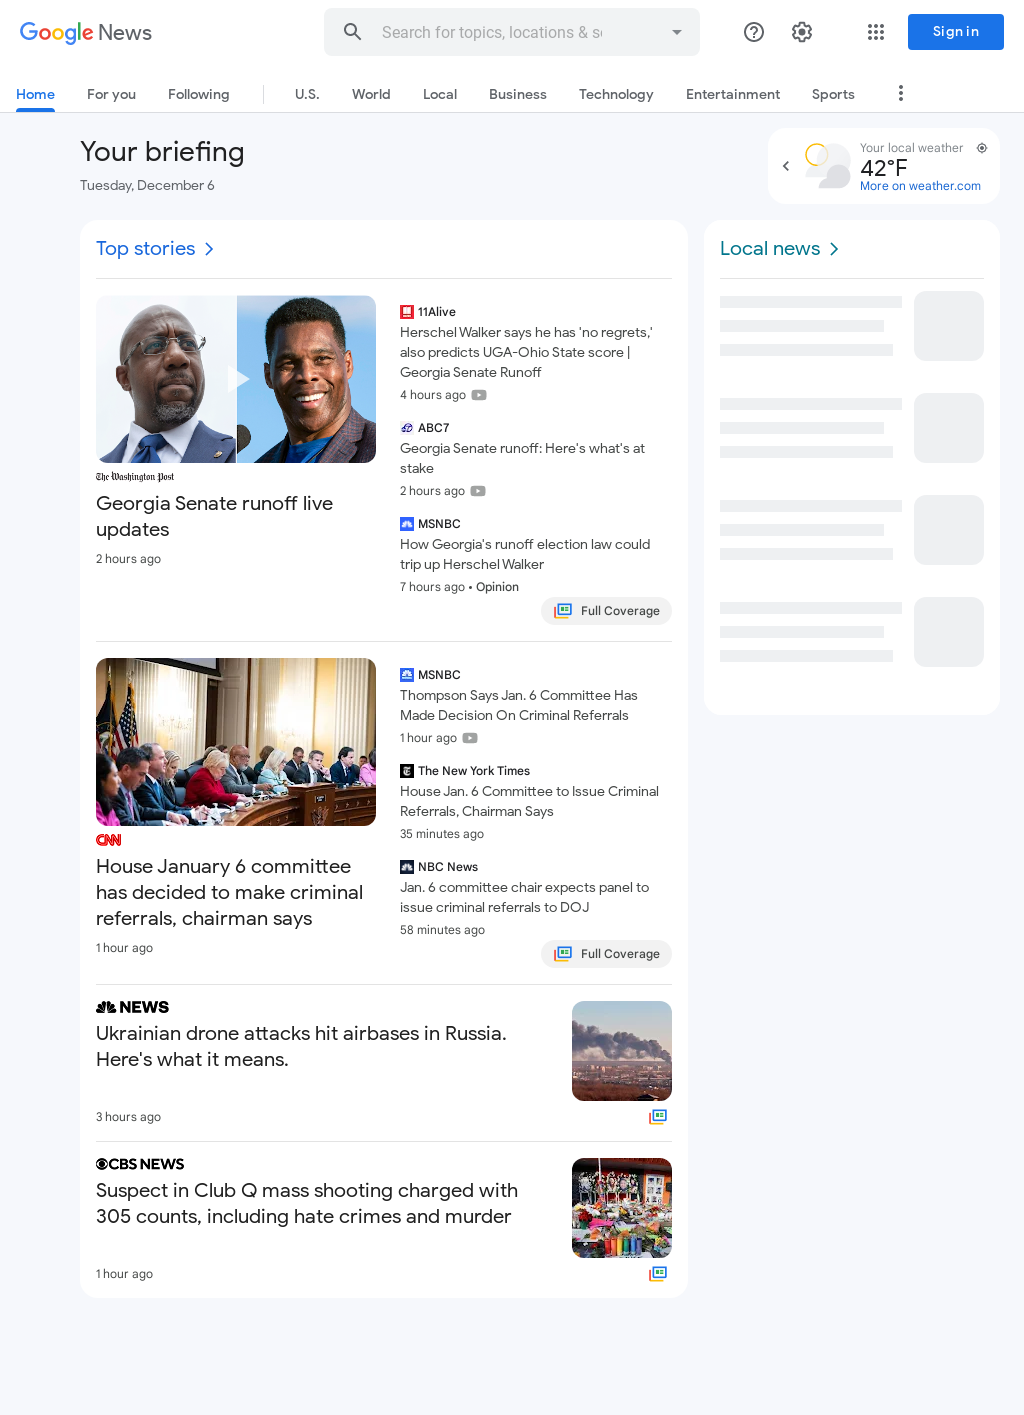 Google News
Search for topics, locations & so
Sign in
Home
For you
Following
U.S.
World
Local
Business
Technology
Entertainment
Sports
Your briefing
Tuesday, December 6
Your local weather
42°F
More on weather.com
Top stories
The Washington Post
Georgia Senate runoff live
updates
2 hours ago
11Alive
Herschel Walker says he has 'no regrets,'
also predicts UGA-Ohio State score |
Georgia Senate Runoff
4 hours ago
ABC7
Georgia Senate runoff: Here's what's at
stake
2 hours ago
MSNBC
How Georgia's runoff election law could
trip up Herschel Walker
7 hours ago • Opinion
Full Coverage
CNN
House January 6 committee
has decided to make criminal
referrals, chairman says
1 hour ago
MSNBC
Thompson Says Jan. 6 Committee Has
Made Decision On Criminal Referrals
1 hour ago
The New York Times
House Jan. 6 Committee to Issue Criminal
Referrals, Chairman Says
35 minutes ago
NBC News
Jan. 6 committee chair expects panel to
issue criminal referrals to DOJ
58 minutes ago
Full Coverage
NEWS
Ukrainian drone attacks hit airbases in Russia.
Here's what it means.
3 hours ago
CBS NEWS
Suspect in Club Q mass shooting charged with
305 counts, including hate crimes and murder
1 hour ago
Local news